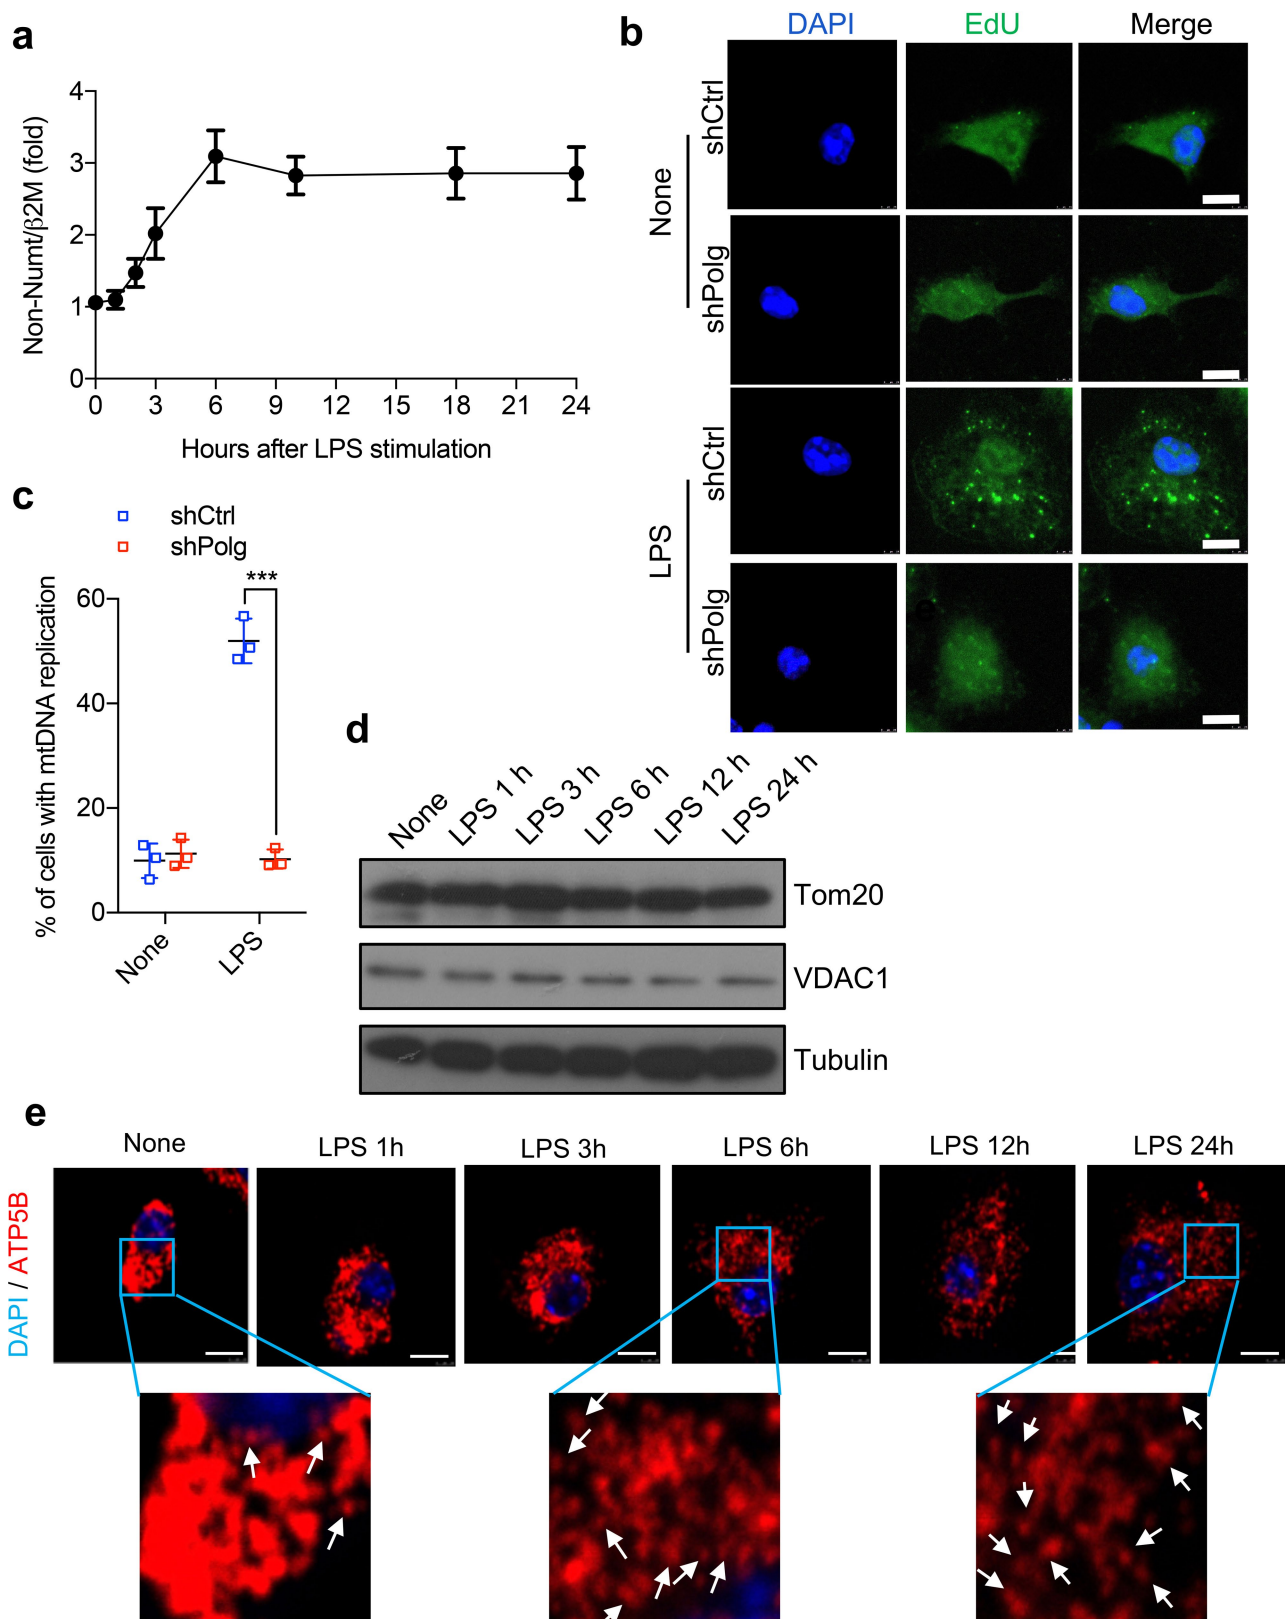 a
Non-Numt/β2M (fold)
4
3
2
1
0
0 3 6 9 12 15 18 21 24
Hours after LPS stimulation
b
DAPI EdU Merge
None
shCtrl
shPolg
LPS
shCtrl
shPolg
c
shCtrl
shPolg
***
% of cells with mtDNA replication
60
40
20
0
None LPS
d
None LPS 1 h LPS 3 h LPS 6 h LPS 12 h LPS 24 h
Tom20
VDAC1
Tubulin
e
None LPS 1h LPS 3h LPS 6h LPS 12h LPS 24h
DAPI / ATP5B